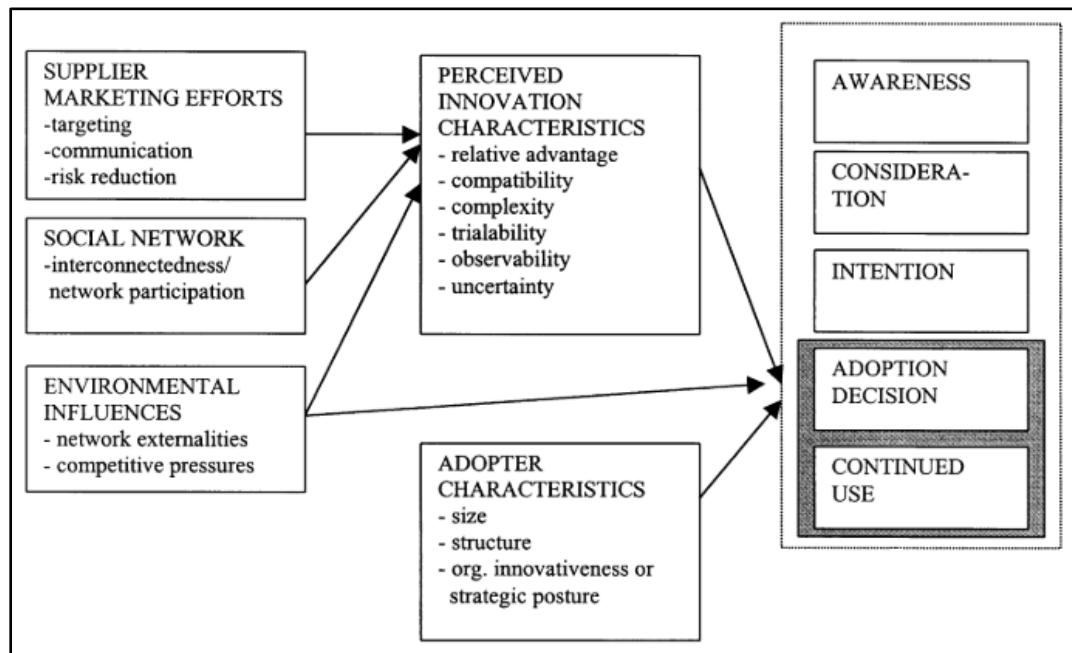 SUPPLIER
MARKETING EFFORTS
-targeting
-communication
-risk reduction
SOCIAL NETWORK
-interconnectedness/
network participation
ENVIRONMENTAL
INFLUENCES
- network externalities
- competitive pressures
PERCEIVED
INNOVATION
CHARACTERISTICS
- relative advantage
- compatibility
- complexity
- trialability
- observability
- uncertainty
ADOPTER
CHARACTERISTICS
- size
- structure
- org. innovativeness or
strategic posture
AWARENESS
CONSIDERA-
TION
INTENTION
ADOPTION
DECISION
CONTINUED
USE